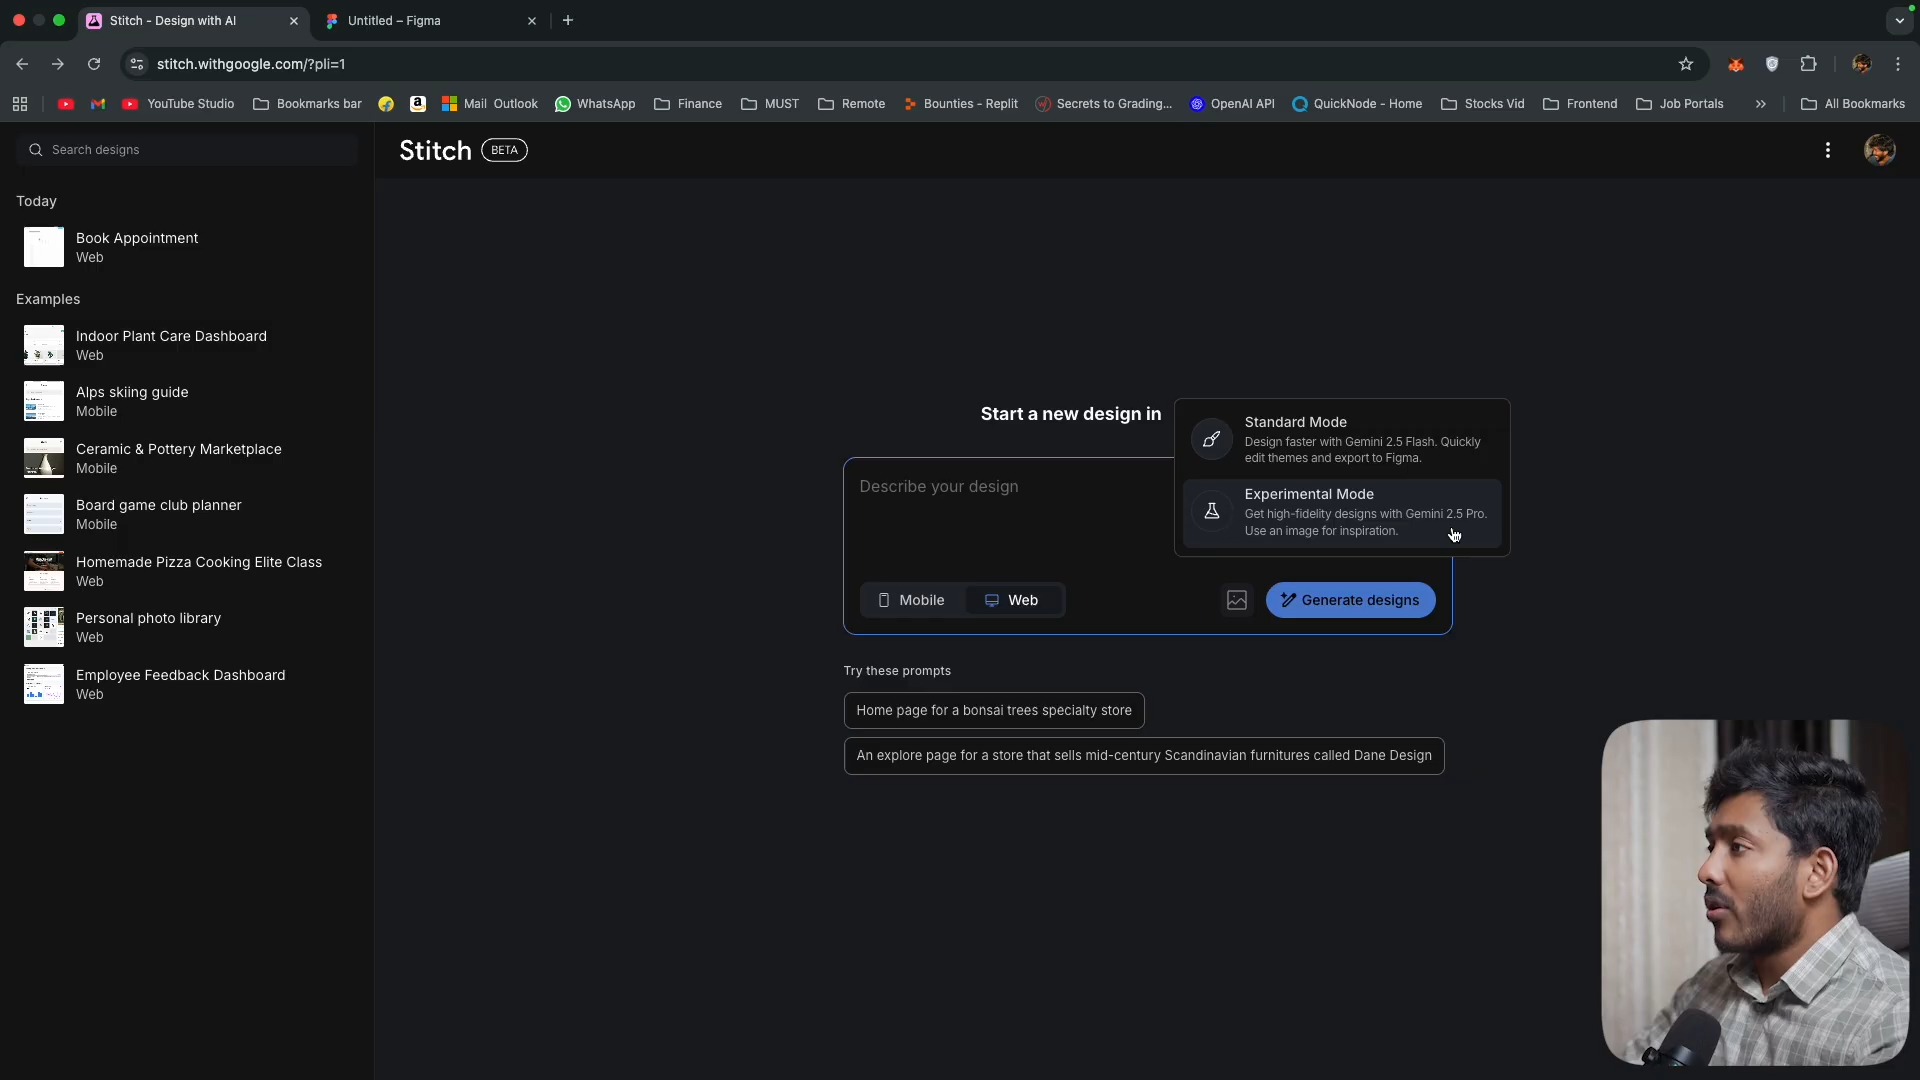 Stitch - Design with AI
Untitled – Figma
stitch.withgoogle.com/?pli=1
YouTube Studio
Bookmarks bar
Mail
Outlook
WhatsApp
Finance
MUST
Remote
Bounties - Replit
Secrets to Grading...
OpenAI API
QuickNode - Home
Stocks Vid
Frontend
Job Portals
All Bookmarks
Search designs
Stitch
BETA
Today
Book Appointment
Web
Examples
Indoor Plant Care Dashboard
Web
Alps skiing guide
Mobile
Ceramic & Pottery Marketplace
Mobile
Board game club planner
Mobile
Homemade Pizza Cooking Elite Class
Web
Personal photo library
Web
Employee Feedback Dashboard
Web
Start a new design in
Standard Mode
Design faster with Gemini 2.5 Flash. Quickly
edit themes and export to Figma.
Experimental Mode
Get high-fidelity designs with Gemini 2.5 Pro.
Use an image for inspiration.
Describe your design
Mobile
Web
Generate designs
Try these prompts
Home page for a bonsai trees specialty store
An explore page for a store that sells mid-century Scandinavian furnitures called Dane Design